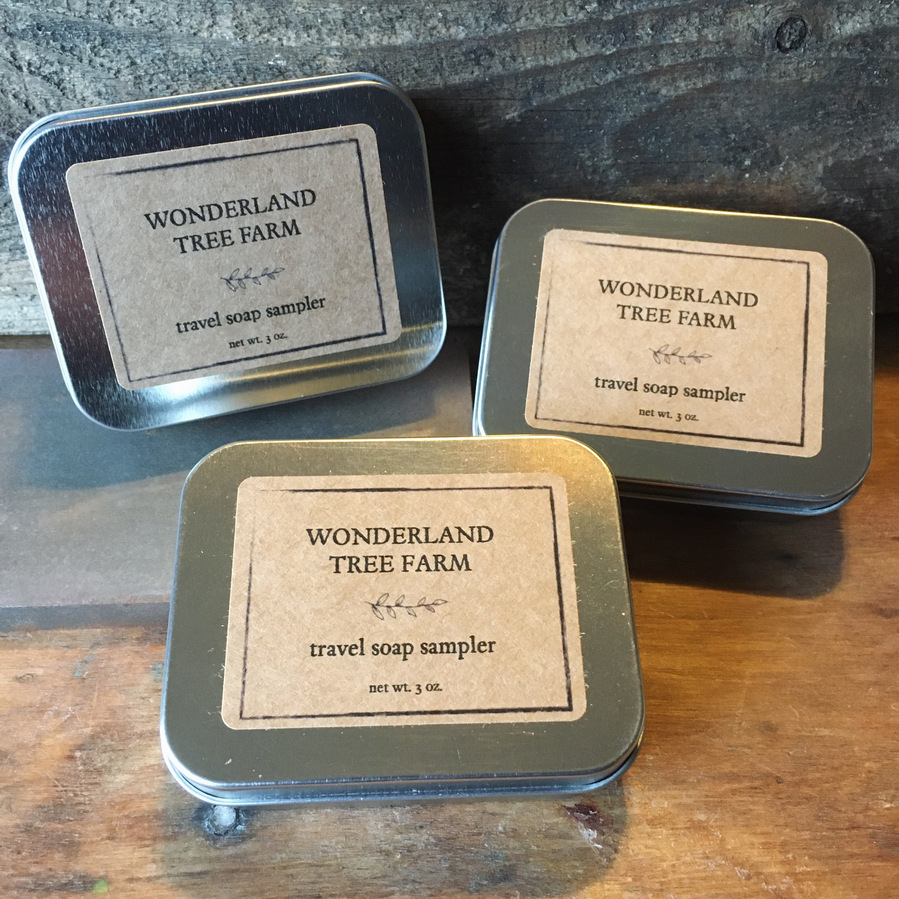 WONDERLAND
TREE FARM
travel soap sampler
net wt. 3 oz.
WONDERLAND
TREE FARM
travel soap sampler
net wt. 3 oz.
WONDERLAND
TREE FARM
travel soap sampler
net wt. 3 oz.